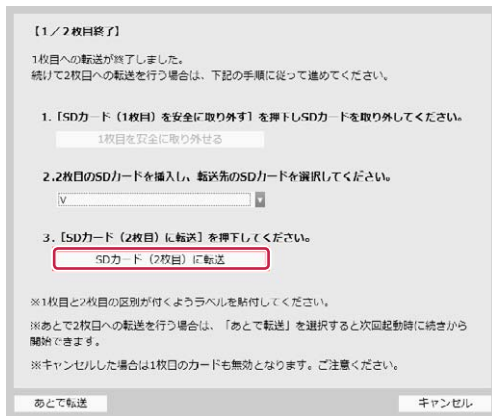 【1／2枚目終了】
1枚目への転送が終了しました。
続けて2枚目への転送を行う場合は、下記の手順に従って進めてください。
1.［SDカード（1枚目）を安全に取り外す］を押下しSDカードを取り外してください。
1枚目を安全に取り外せる
2.2枚目のSDカードを挿入し、転送先のSDカードを選択してください。
V
3.［SDカード（2枚目）に転送］を押下してください。
SDカード（2枚目）に転送
※1枚目と2枚目の区別が付くようラベルを貼付してください。
※あとで2枚目への転送を行う場合は、「あとで転送」を選択すると次回起動時に続きから
開始できます。
※キャンセルした場合は1枚目のカードも無効となります。ご注意ください。
あとで転送
キャンセル